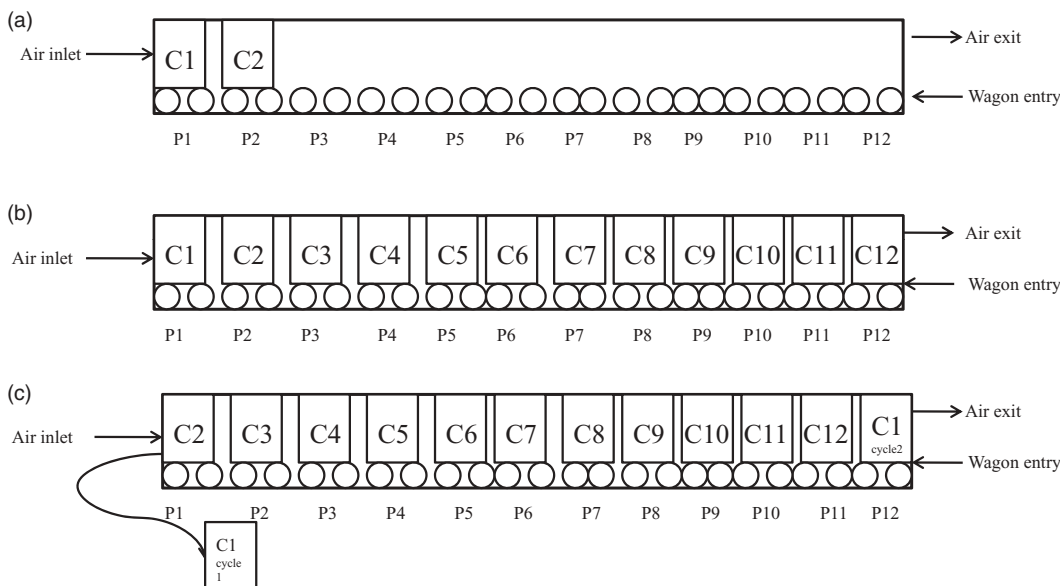 (a)
Air inlet
C1 C2
Air exit
Wagon entry
P1 P2 P3 P4 P5 P6 P7 P8 P9 P10 P11 P12
(b)
Air inlet
C1 C2 C3 C4 C5 C6 C7 C8 C9 C10 C11 C12
Air exit
Wagon entry
P1 P2 P3 P4 P5 P6 P7 P8 P9 P10 P11 P12
(c)
Air inlet
C2 C3 C4 C5 C6 C7 C8 C9 C10 C11 C12 C1
cycle2
Air exit
Wagon entry
P1 P2 P3 P4 P5 P6 P7 P8 P9 P10 P11 P12
C1
cycle
1